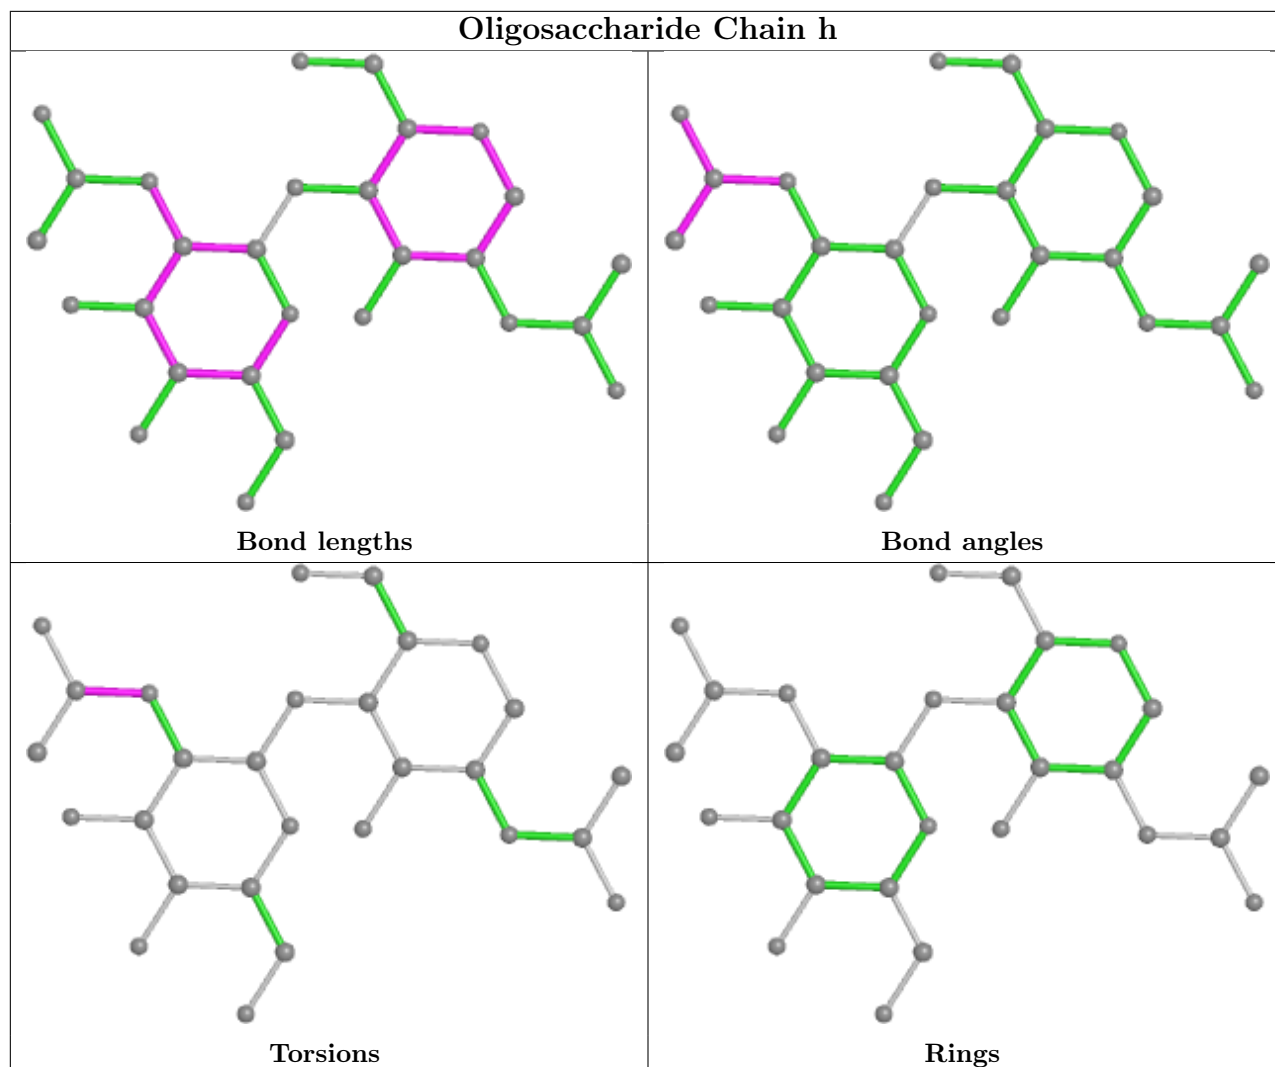 Oligosaccharide Chain h
Bond lengths
Bond angles
Torsions
Rings